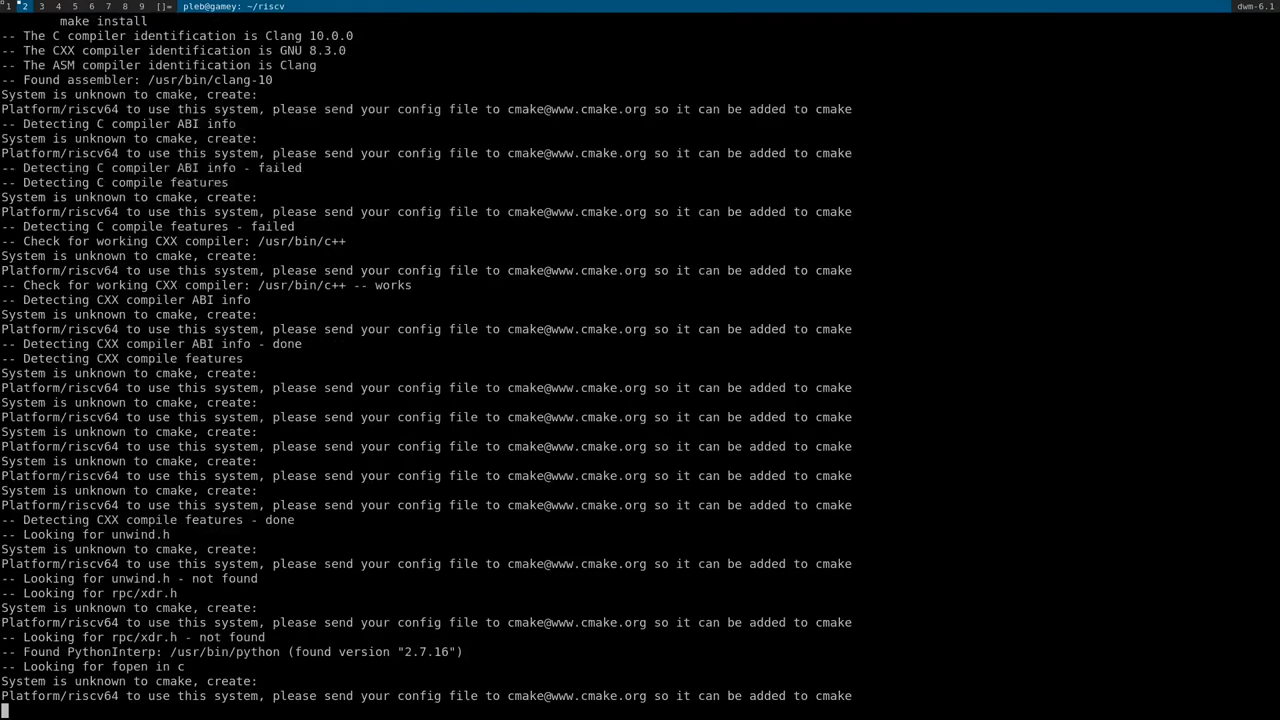 1 2 3 4 5 6 7 8 9 []= pleb@gamey: ~/riscv dwm-6.1
make install
-- The C compiler identification is Clang 10.0.0
-- The CXX compiler identification is GNU 8.3.0
-- The ASM compiler identification is Clang
-- Found assembler: /usr/bin/clang-10
System is unknown to cmake, create:
Platform/riscv64 to use this system, please send your config file to cmake@www.cmake.org so it can be added to cmake
-- Detecting C compiler ABI info
System is unknown to cmake, create:
Platform/riscv64 to use this system, please send your config file to cmake@www.cmake.org so it can be added to cmake
-- Detecting C compiler ABI info - failed
-- Detecting C compile features
System is unknown to cmake, create:
Platform/riscv64 to use this system, please send your config file to cmake@www.cmake.org so it can be added to cmake
-- Detecting C compile features - failed
-- Check for working CXX compiler: /usr/bin/c++
System is unknown to cmake, create:
Platform/riscv64 to use this system, please send your config file to cmake@www.cmake.org so it can be added to cmake
-- Check for working CXX compiler: /usr/bin/c++ -- works
-- Detecting CXX compiler ABI info
System is unknown to cmake, create:
Platform/riscv64 to use this system, please send your config file to cmake@www.cmake.org so it can be added to cmake
-- Detecting CXX compiler ABI info - done
-- Detecting CXX compile features
System is unknown to cmake, create:
Platform/riscv64 to use this system, please send your config file to cmake@www.cmake.org so it can be added to cmake
System is unknown to cmake, create:
Platform/riscv64 to use this system, please send your config file to cmake@www.cmake.org so it can be added to cmake
System is unknown to cmake, create:
Platform/riscv64 to use this system, please send your config file to cmake@www.cmake.org so it can be added to cmake
System is unknown to cmake, create:
Platform/riscv64 to use this system, please send your config file to cmake@www.cmake.org so it can be added to cmake
System is unknown to cmake, create:
Platform/riscv64 to use this system, please send your config file to cmake@www.cmake.org so it can be added to cmake
-- Detecting CXX compile features - done
-- Looking for unwind.h
System is unknown to cmake, create:
Platform/riscv64 to use this system, please send your config file to cmake@www.cmake.org so it can be added to cmake
-- Looking for unwind.h - not found
-- Looking for rpc/xdr.h
System is unknown to cmake, create:
Platform/riscv64 to use this system, please send your config file to cmake@www.cmake.org so it can be added to cmake
-- Looking for rpc/xdr.h - not found
-- Found PythonInterp: /usr/bin/python (found version "2.7.16")
-- Looking for fopen in c
System is unknown to cmake, create:
Platform/riscv64 to use this system, please send your config file to cmake@www.cmake.org so it can be added to cmake